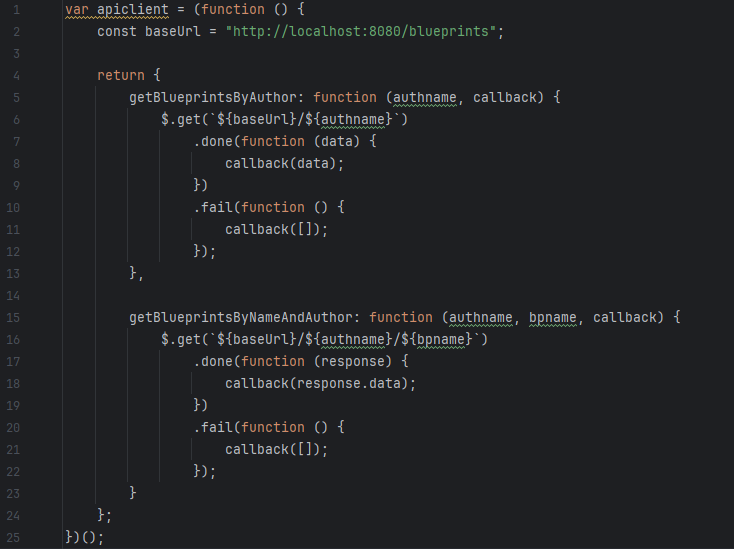 1 var apiclient = (function () {
2     const baseUrl = "http://localhost:8080/blueprints";
3
4     return {
5         getBlueprintsByAuthor: function (authname, callback) {
6             $.get(`${baseUrl}/${authname}`)
7                 .done(function (data) {
8                     callback(data);
9                 })
10                 .fail(function () {
11                     callback([]);
12                 });
13         },
14
15         getBlueprintsByNameAndAuthor: function (authname, bpname, callback) {
16             $.get(`${baseUrl}/${authname}/${bpname}`)
17                 .done(function (response) {
18                     callback(response.data);
19                 })
20                 .fail(function () {
21                     callback([]);
22                 });
23         }
24     };
25 })();